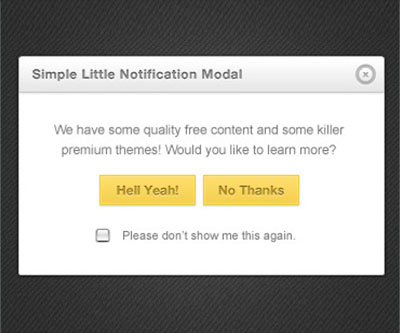 Simple Little Notification Modal
We have some quality free content and some killer
premium themes! Would you like to learn more?
Hell Yeah! No Thanks
Please don't show me this again.